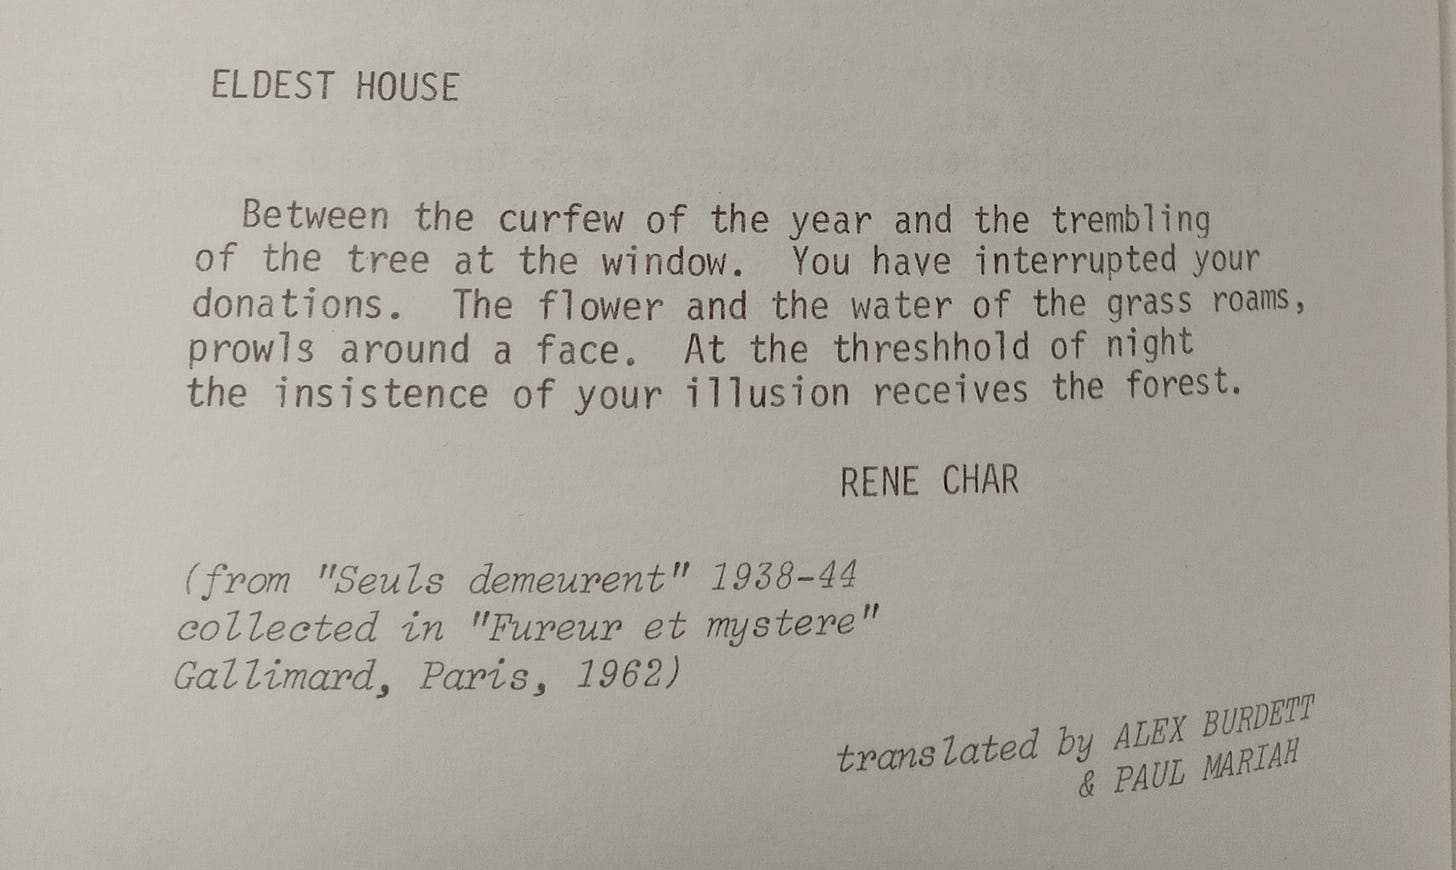 ELDEST HOUSE
Between the curfew of the year and the trembling
of the tree at the window. You have interrupted your
donations. The flower and the water of the grass roams,
prowls around a face. At the threshhold of night
the insistence of your illusion receives the forest.
RENE CHAR
(from "Seuls demeurent" 1938-44
collected in "Fureur et mystere"
Gallimard, Paris, 1962)
translated by ALEX BURDETT
& PAUL MARIAH